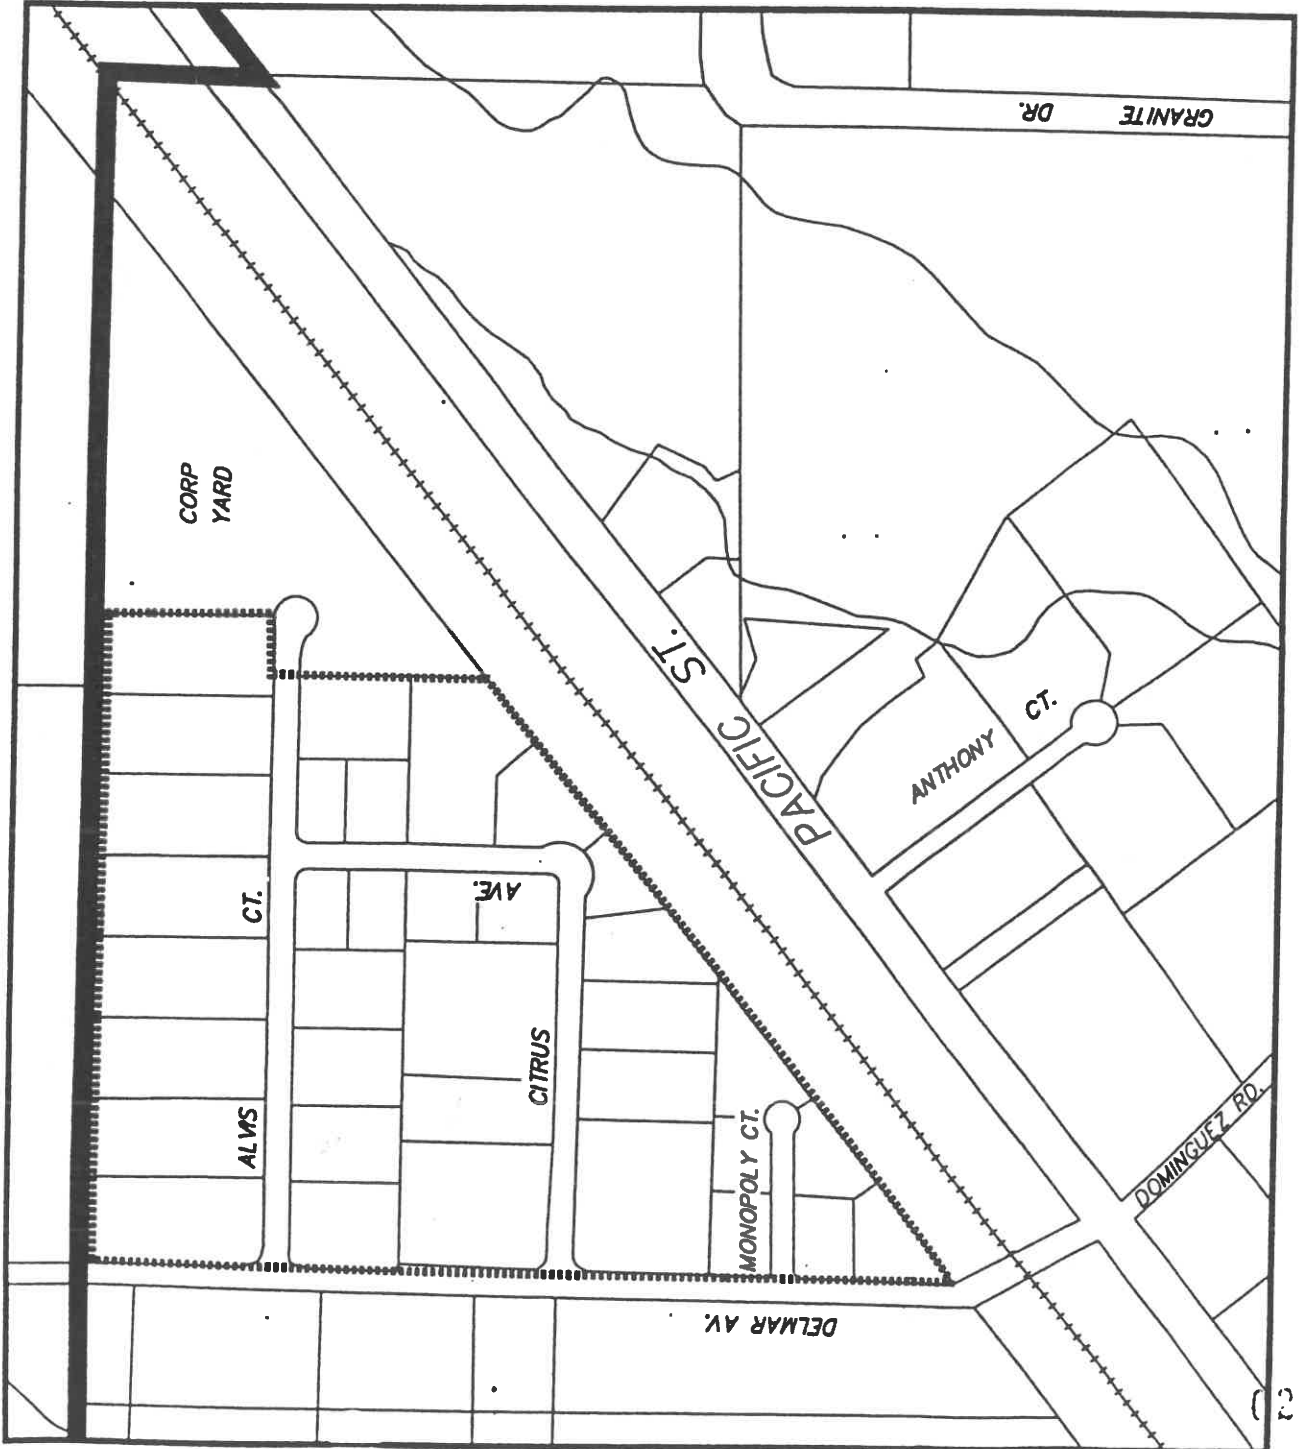 GRANITE DR.
CORP
YARD
PACIFIC ST.
ANTHONY CT.
ALVIS CT.
CITRUS AVE.
MONOPOLY CT.
DOMINGUEZ RD.
DELMAR AV.